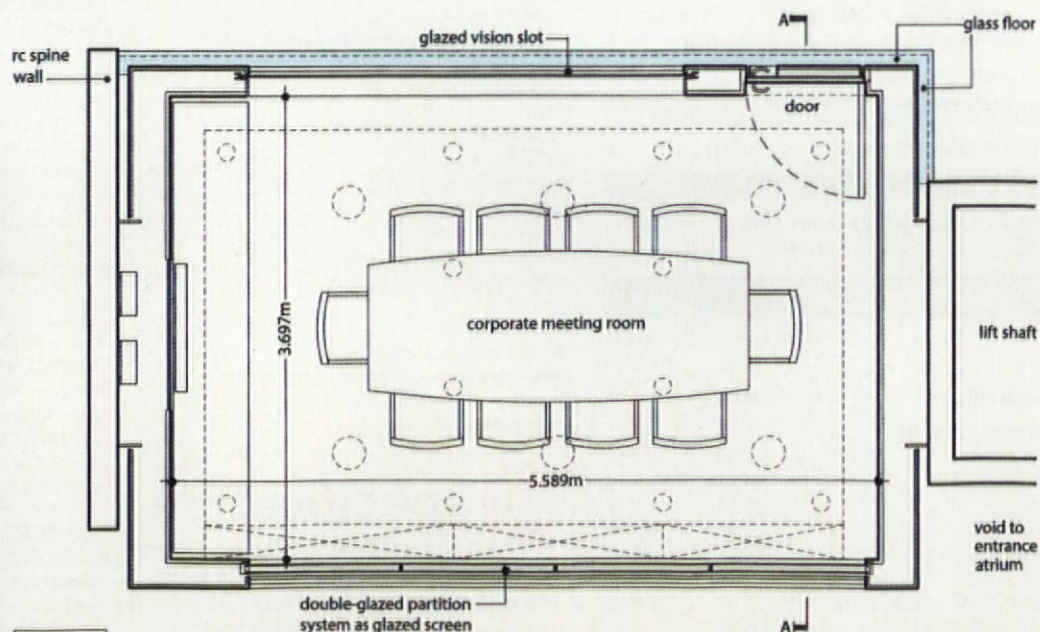 A
glass floor
glazed vision slot
rc spine
wall
door
3.697m
corporate meeting room
lift shaft
5.589m
void to
entrance
atrium
double-glazed partition
system as glazed screen
A